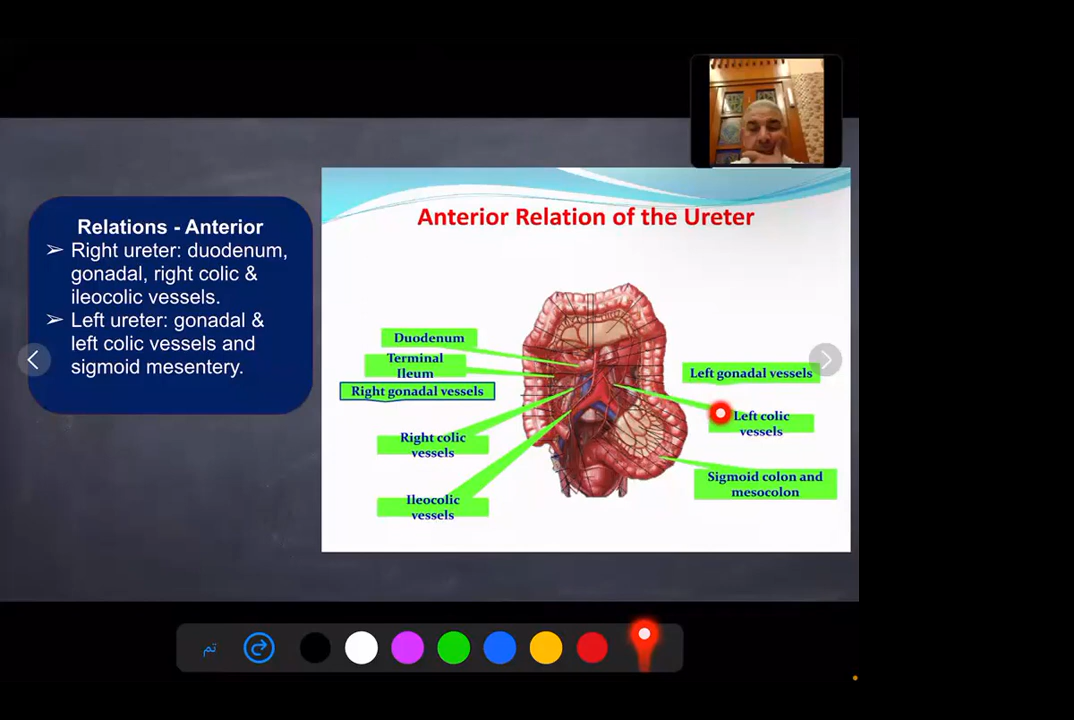 Relations - Anterior
➢ Right ureter: duodenum,
gonadal, right colic &
ileocolic vessels.
➢ Left ureter: gonadal &
left colic vessels and
sigmoid mesentery.
Anterior Relation of the Ureter
Duodenum
Terminal
Ileum
Right gonadal vessels
Right colic
vessels
Ileocolic
vessels
Left gonadal vessels
Left colic
vessels
Sigmoid colon and
mesocolon
تم